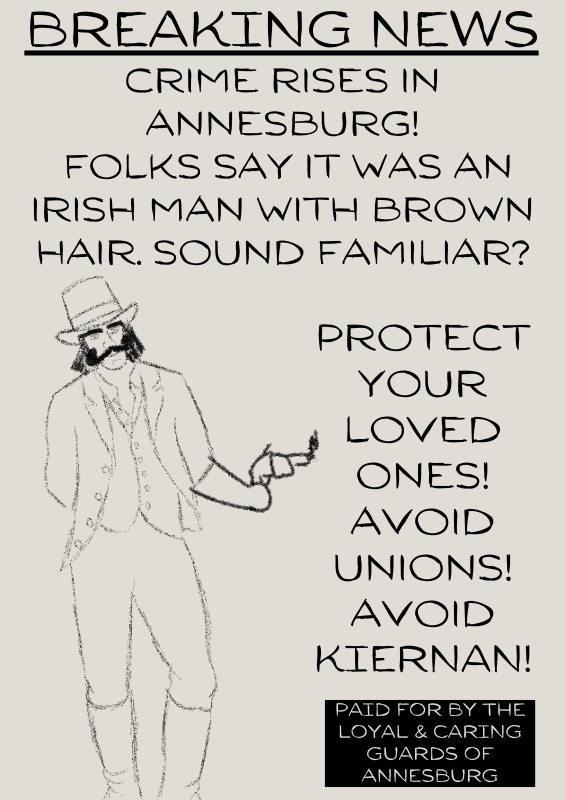 BREAKING NEWS
CRIME RISES IN
ANNESBURG!
FOLKS SAY IT WAS AN
IRISH MAN WITH BROWN
HAIR. SOUND FAMILIAR?
PROTECT
YOUR
LOVED
ONES!
AVOID
UNIONS!
AVOID
KIERNAN!
PAID FOR BY THE
LOYAL & CARING
GUARDS OF
ANNESBURG